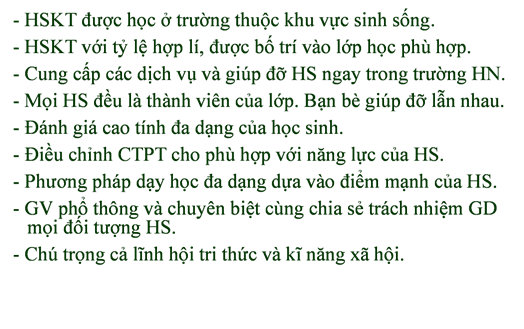 - HSKT được học ở trường thuộc khu vực sinh sống.
- HSKT với tỷ lệ hợp lí, được bố trí vào lớp học phù hợp.
- Cung cấp các dịch vụ và giúp đỡ HS ngay trong trường HN.
- Mọi HS đều là thành viên của lớp. Bạn bè giúp đỡ lẫn nhau.
- Đánh giá cao tính đa dạng của học sinh.
- Điều chỉnh CTPT cho phù hợp với năng lực của HS.
- Phương pháp dạy học đa dạng dựa vào điểm mạnh của HS.
- GV phổ thông và chuyên biệt cùng chia sẻ trách nhiệm GD
mọi đối tượng HS.
- Chú trọng cả lĩnh hội tri thức và kĩ năng xã hội.